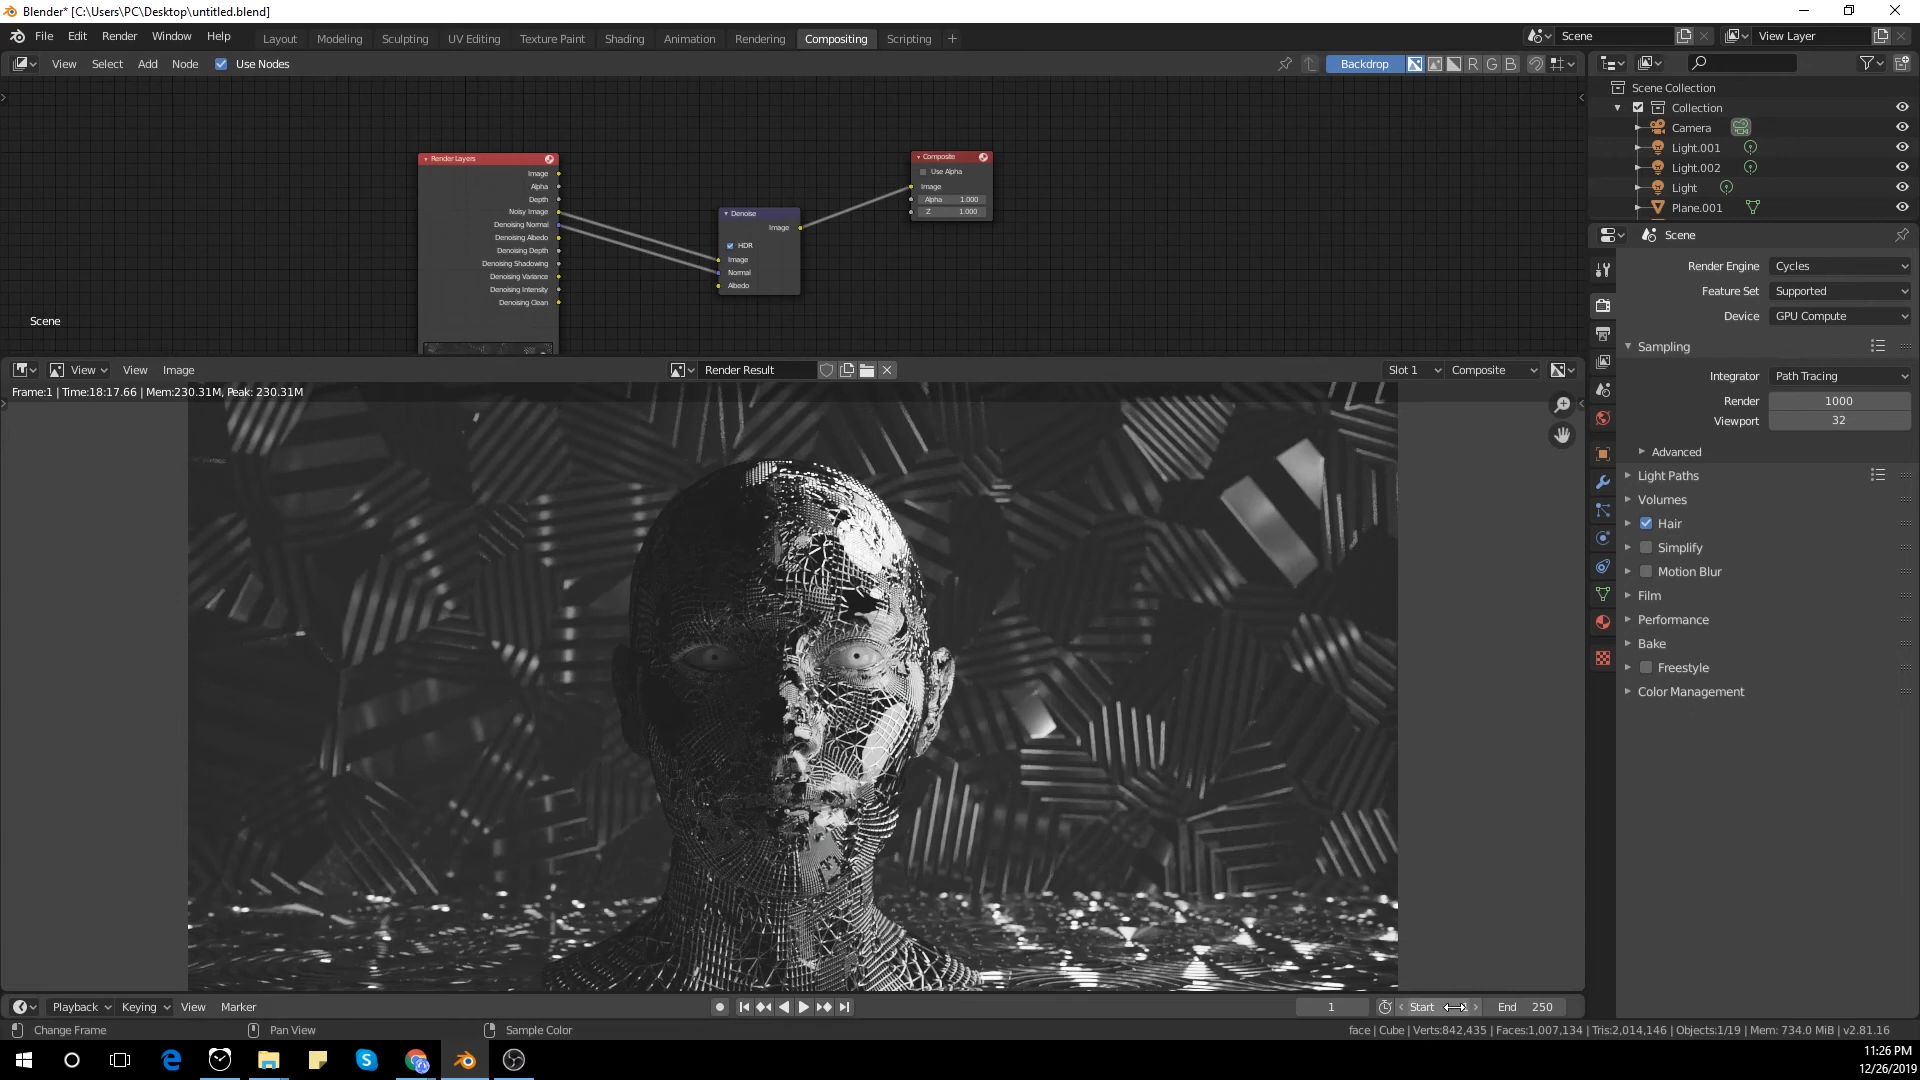 Blender* [C:\Users\PC\Desktop\untitled.blend]
File Edit Render Window Help Layout Modeling Sculpting UV Editing Texture Paint Shading Animation Rendering Compositing Scripting + Scene View Layer
View Select Add Node Use Nodes Backdrop R G B
Scene Collection
Collection
Camera
Light.001
Light.002
Light
Plane.001
Render Layers
Image
Alpha
Depth
Noisy Image
Denoising Normal
Denoising Albedo
Denoising Depth
Denoising Shadowing
Denoising Variance
Denoising Intensity
Denoising Clean
Denoise
Image
HDR
Image
Normal
Albedo
Composite
Use Alpha
Image
Alpha 1.000
Z 1.000
Scene
Scene
Render Engine Cycles
Feature Set Supported
Device GPU Compute
Sampling
Integrator Path Tracing
Render 1000
Viewport 32
Advanced
Light Paths
Volumes
Hair
Simplify
Motion Blur
Film
Performance
Bake
Freestyle
Color Management
View View Image Render Result Slot 1 Composite
Frame:1 | Time:18:17.66 | Mem:230.31M, Peak: 230.31M
Playback Keying View Marker 1 Start End 250
Change Frame Pan View Sample Color face | Cube | Verts:842,435 | Faces:1,007,134 | Tris:2,014,146 | Objects:1/19 | Mem: 734.0 MiB | v2.81.16
11:26 PM
12/26/2019